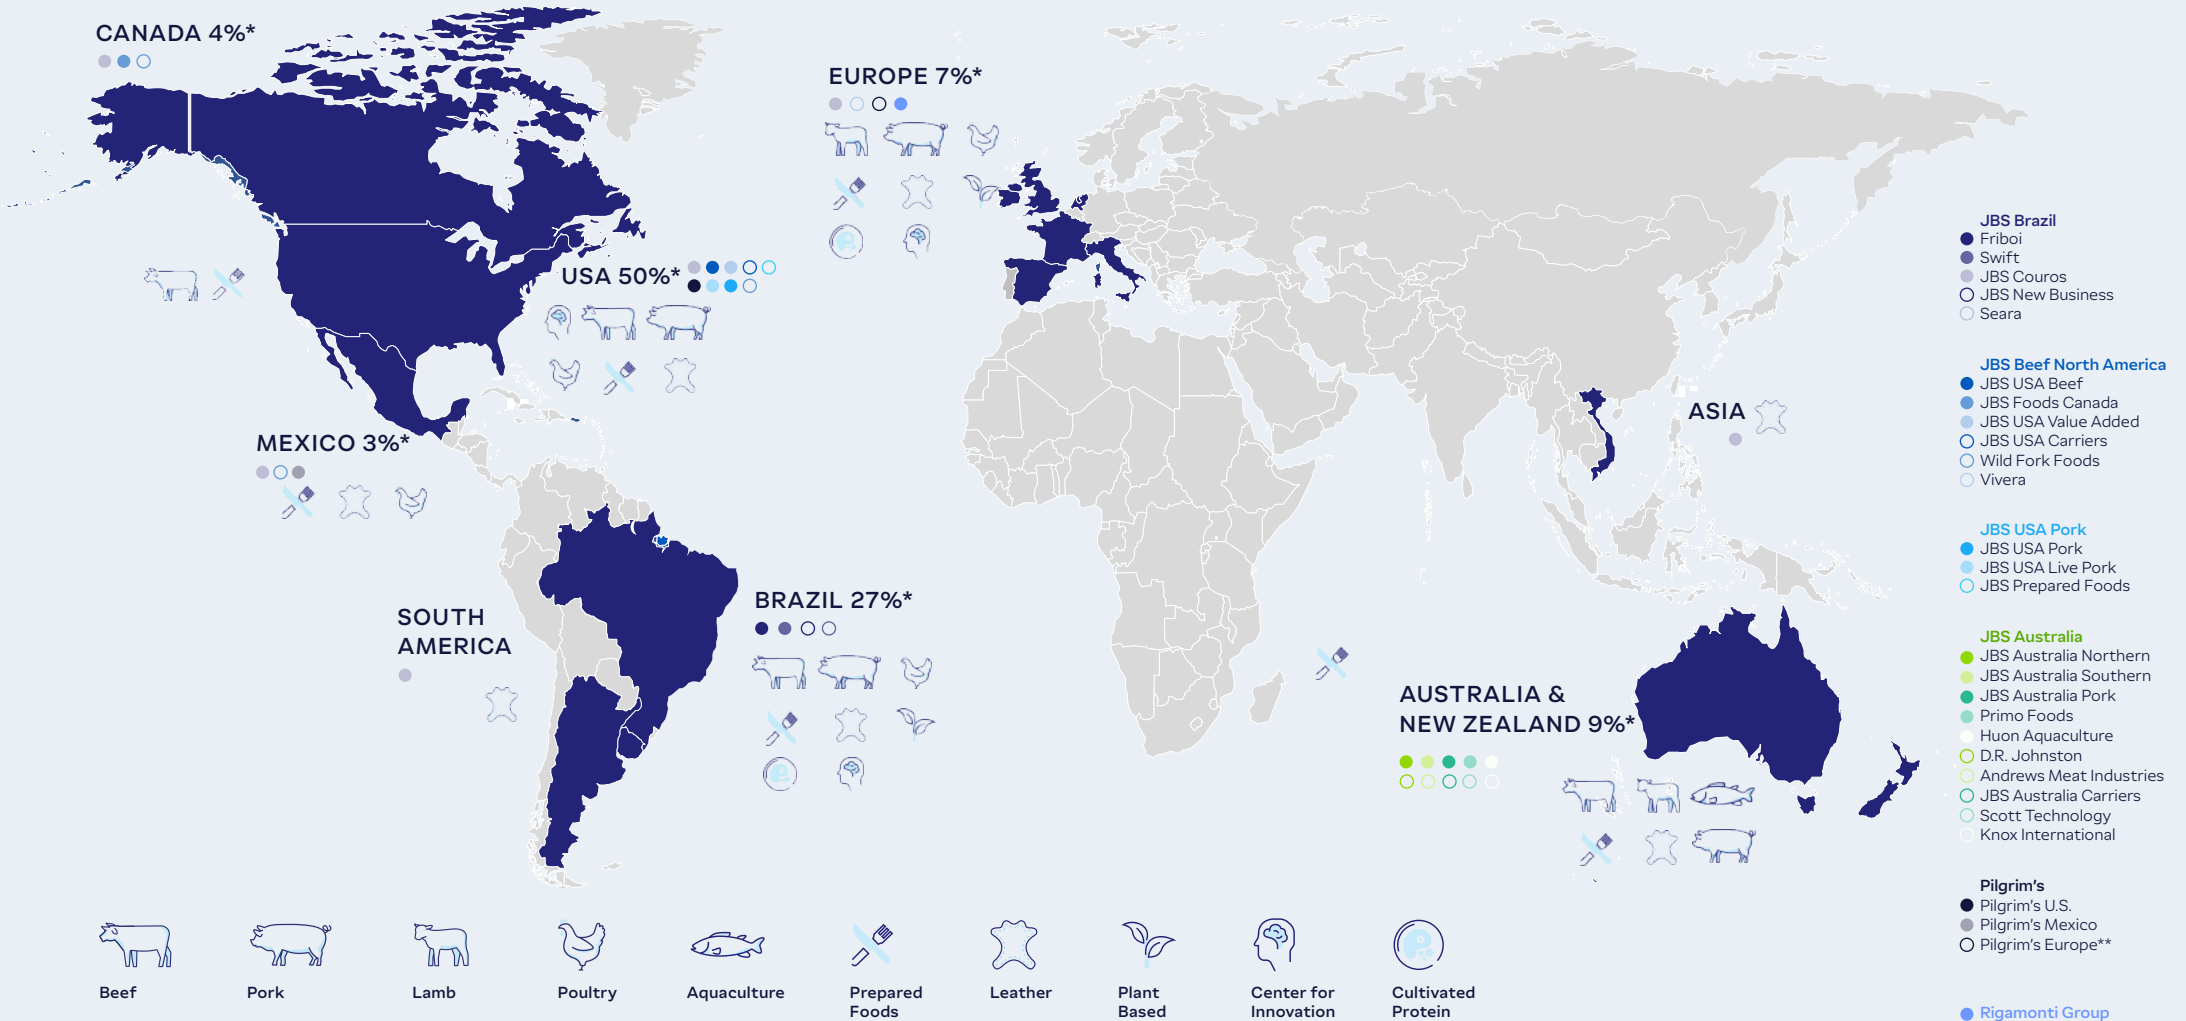 CANADA 4%*
EUROPE 7%*
USA 50%*
MEXICO 3%*
ASIA
SOUTH
AMERICA
BRAZIL 27%*
AUSTRALIA &
NEW ZEALAND 9%*
JBS Brazil
Friboi
Swift
JBS Couros
JBS New Business
Seara
JBS Beef North America
JBS USA Beef
JBS Foods Canada
JBS USA Value Added
JBS USA Carriers
Wild Fork Foods
Vivera
JBS USA Pork
JBS USA Pork
JBS USA Live Pork
JBS Prepared Foods
JBS Australia
JBS Australia Northern
JBS Australia Southern
JBS Australia Pork
Primo Foods
Huon Aquaculture
D.R. Johnston
Andrews Meat Industries
JBS Australia Carriers
Scott Technology
Knox International
Pilgrim's
Pilgrim's U.S.
Pilgrim's Mexico
Pilgrim's Europe**
Rigamonti Group
Beef
Pork
Lamb
Poultry
Aquaculture
Prepared
Foods
Leather
Plant
Based
Center for
Innovation
Cultivated
Protein